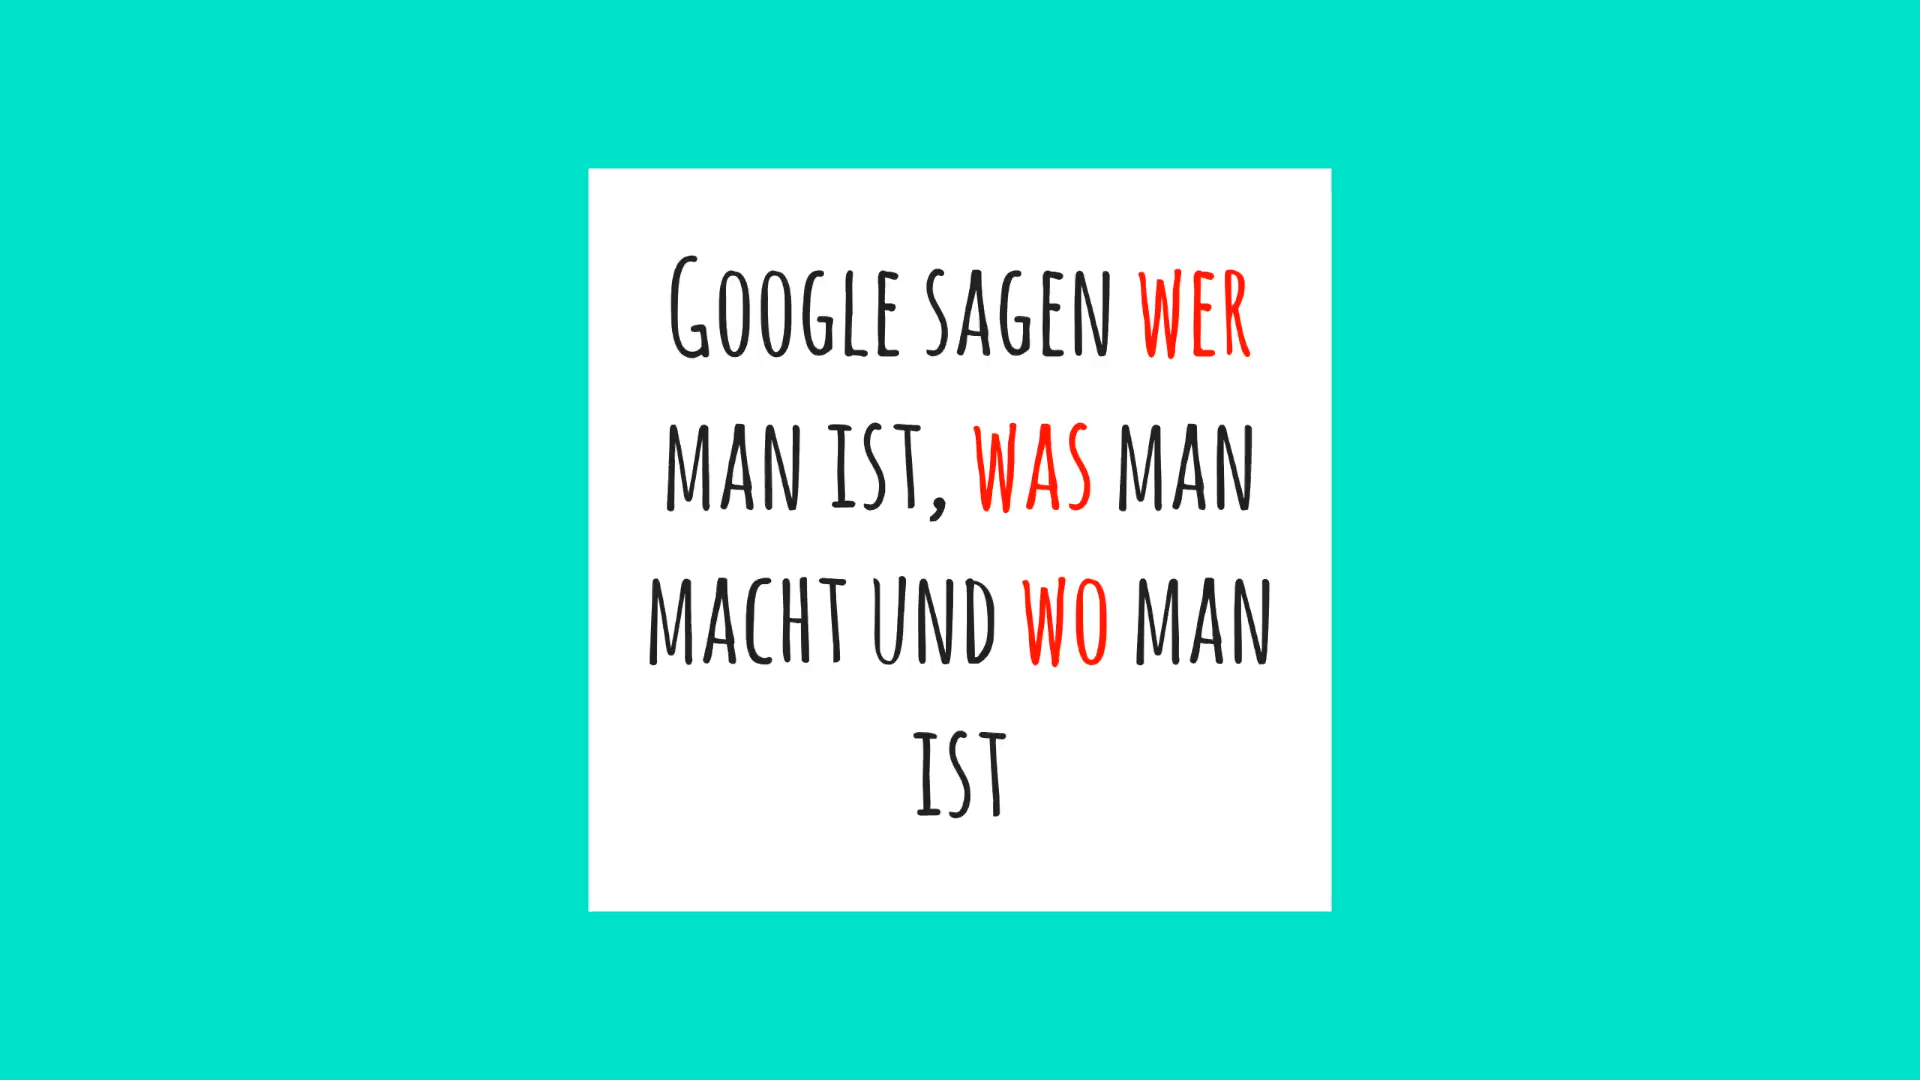 Google sagen wer
man ist, was man
macht und wo man
ist